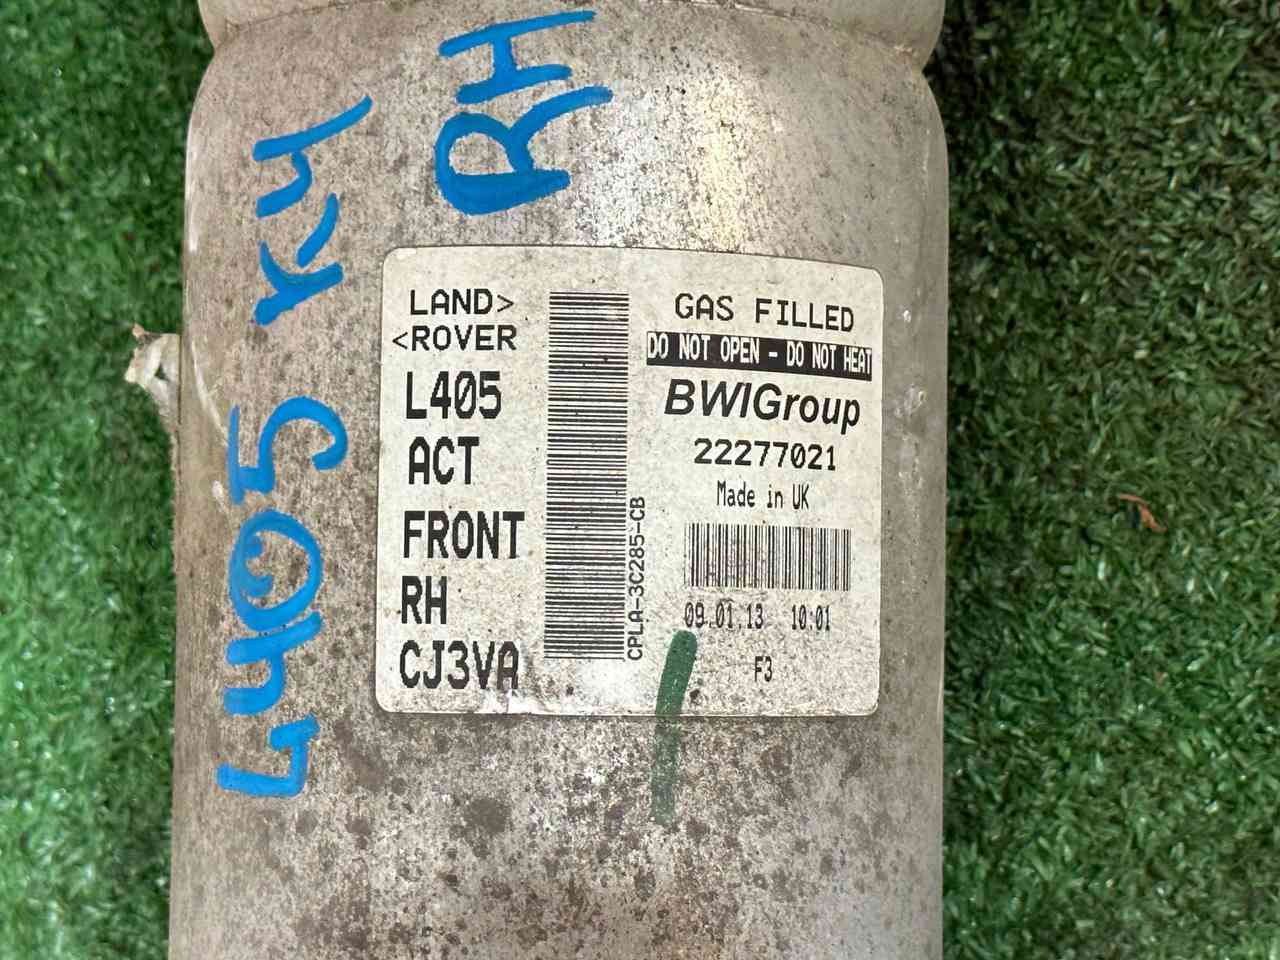 RH
L405 K4
LAND>
<ROVER
L405
ACT
FRONT
RH
CJ3VA
CPLA-3C285-CB
GAS FILLED
DO NOT OPEN - DO NOT HEAT
BWIGroup
22277021
Made in UK
09.01.13 10:01
F3